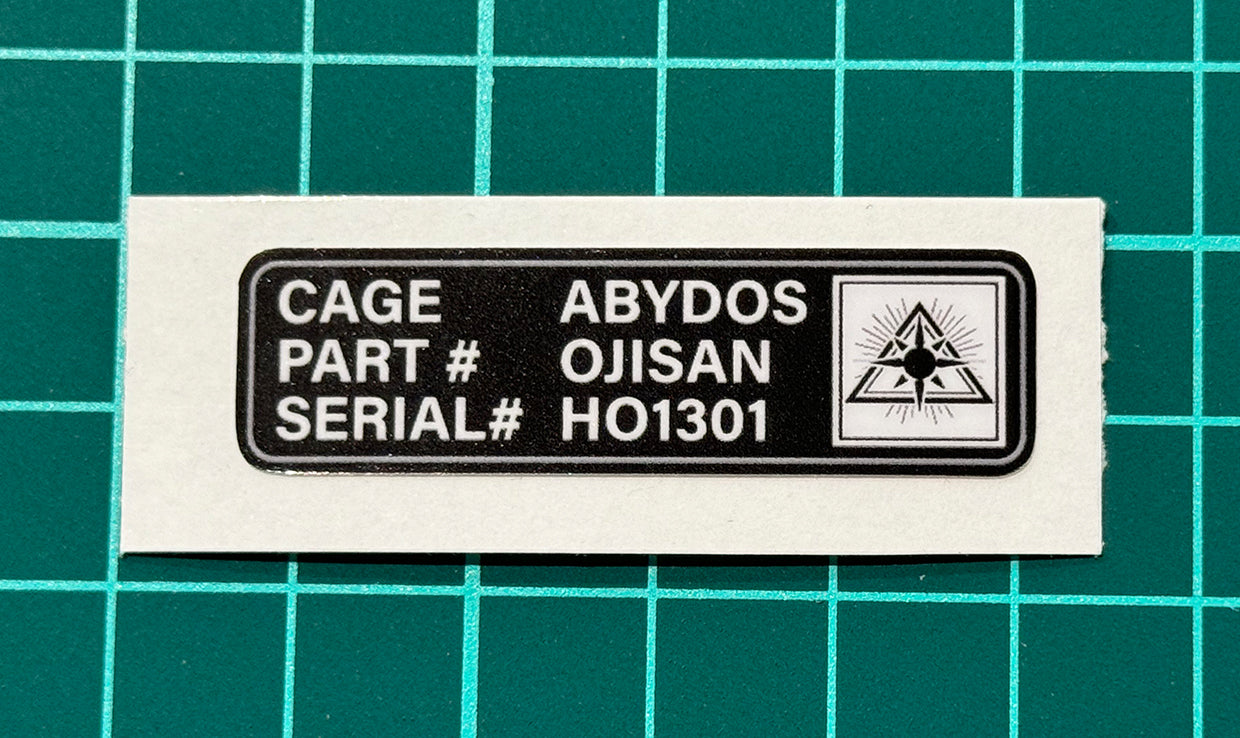 CAGE ABYDOS
PART # OJISAN
SERIAL# HO1301